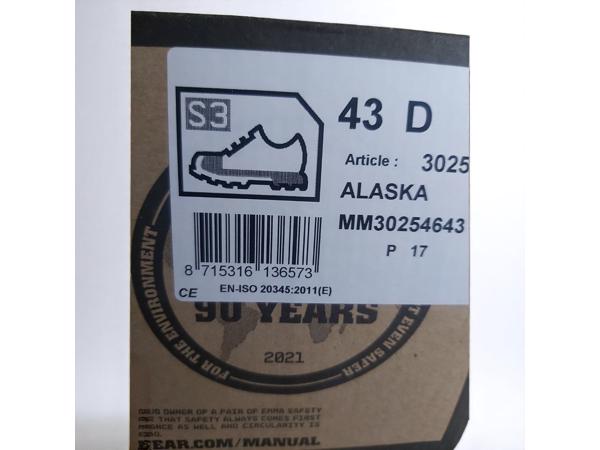 S3
43 D
Article : 3025
ALASKA
MM30254643
P 17
8 715316 136573
CE EN-ISO 20345:2011(E)
90 YEARS
2021
FOR THE ENVIRONMENT
EVEN SAFER
OWNER OF A PAIR OF EMMA SAFETY
THAT SAFETY ALWAYS COMES FIRST
AS WELL AND CIRCULARITY IS
EAR.COM/MANUAL